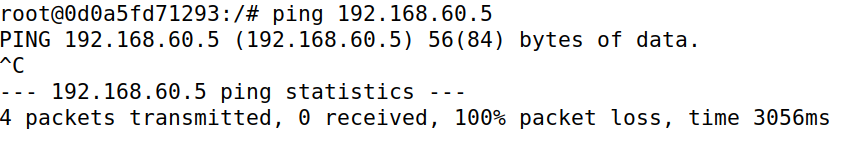 root@0d0a5fd71293:/# ping 192.168.60.5
PING 192.168.60.5 (192.168.60.5) 56(84) bytes of data.
^C
--- 192.168.60.5 ping statistics ---
4 packets transmitted, 0 received, 100% packet loss, time 3056ms